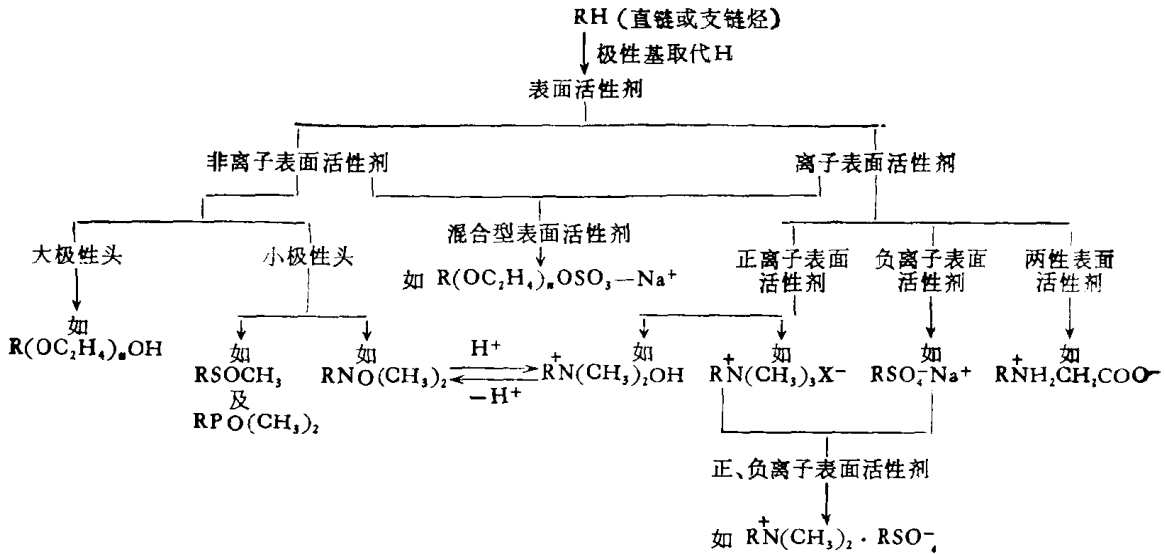 RH (直链或支链烃)
极性基取代H
表面活性剂
非离子表面活性剂
离子表面活性剂
混合型表面活性剂
大极性头
小极性头
正离子表面
活性剂
负离子表面
活性剂
两性表面
活性剂
如 R(OC₂H₄)ₙOSO₃—Na⁺
如
R(OC₂H₄)ₙOH
如
RSOCH₃
及
RPO(CH₃)₂
如
RNO(CH₃)₂
H⁺
−H⁺
如
RN⁺(CH₃)₂OH
如
RN⁺(CH₃)₃X⁻
如
RSO₄⁻Na⁺
如
RN⁺H₂CH₂COO⁻
正、负离子表面活性剂
如 RN⁺(CH₃)₂·RSO₄⁻